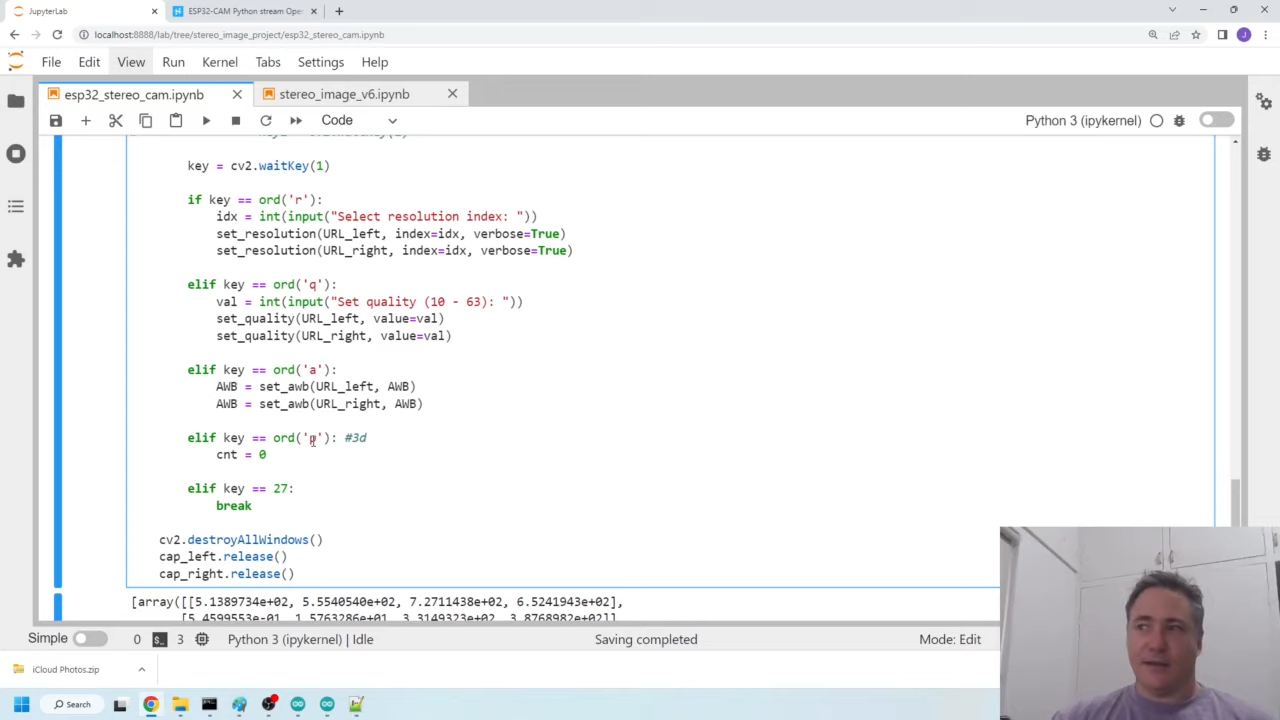 JupyterLab
ESP32-CAM Python stream Ope
J
localhost:8888/lab/tree/stereo_image_project/esp32_stereo_cam.ipynb
File Edit View Run Kernel Tabs Settings Help
esp32_stereo_cam.ipynb
stereo_image_v6.ipynb
Code
Python 3 (ipykernel)
key = cv2.waitKey(1)
if key == ord('r'):
idx = int(input("Select resolution index: "))
set_resolution(URL_left, index=idx, verbose=True)
set_resolution(URL_right, index=idx, verbose=True)
elif key == ord('q'):
val = int(input("Set quality (10 - 63): "))
set_quality(URL_left, value=val)
set_quality(URL_right, value=val)
elif key == ord('a'):
AWB = set_awb(URL_left, AWB)
AWB = set_awb(URL_right, AWB)
elif key == ord('p'): #3d
cnt = 0
elif key == 27:
break
cv2.destroyAllWindows()
cap_left.release()
cap_right.release()
[array([[5.1389734e+02, 5.5540540e+02, 7.2711438e+02, 6.5241943e+02],
[5.4599553e-01, 1.5763286e+01, 3.3149323e+02, 3.8768982e+02]]
Simple 0 3 Python 3 (ipykernel) | Idle Saving completed Mode: Edit
iCloud Photos.zip
Search